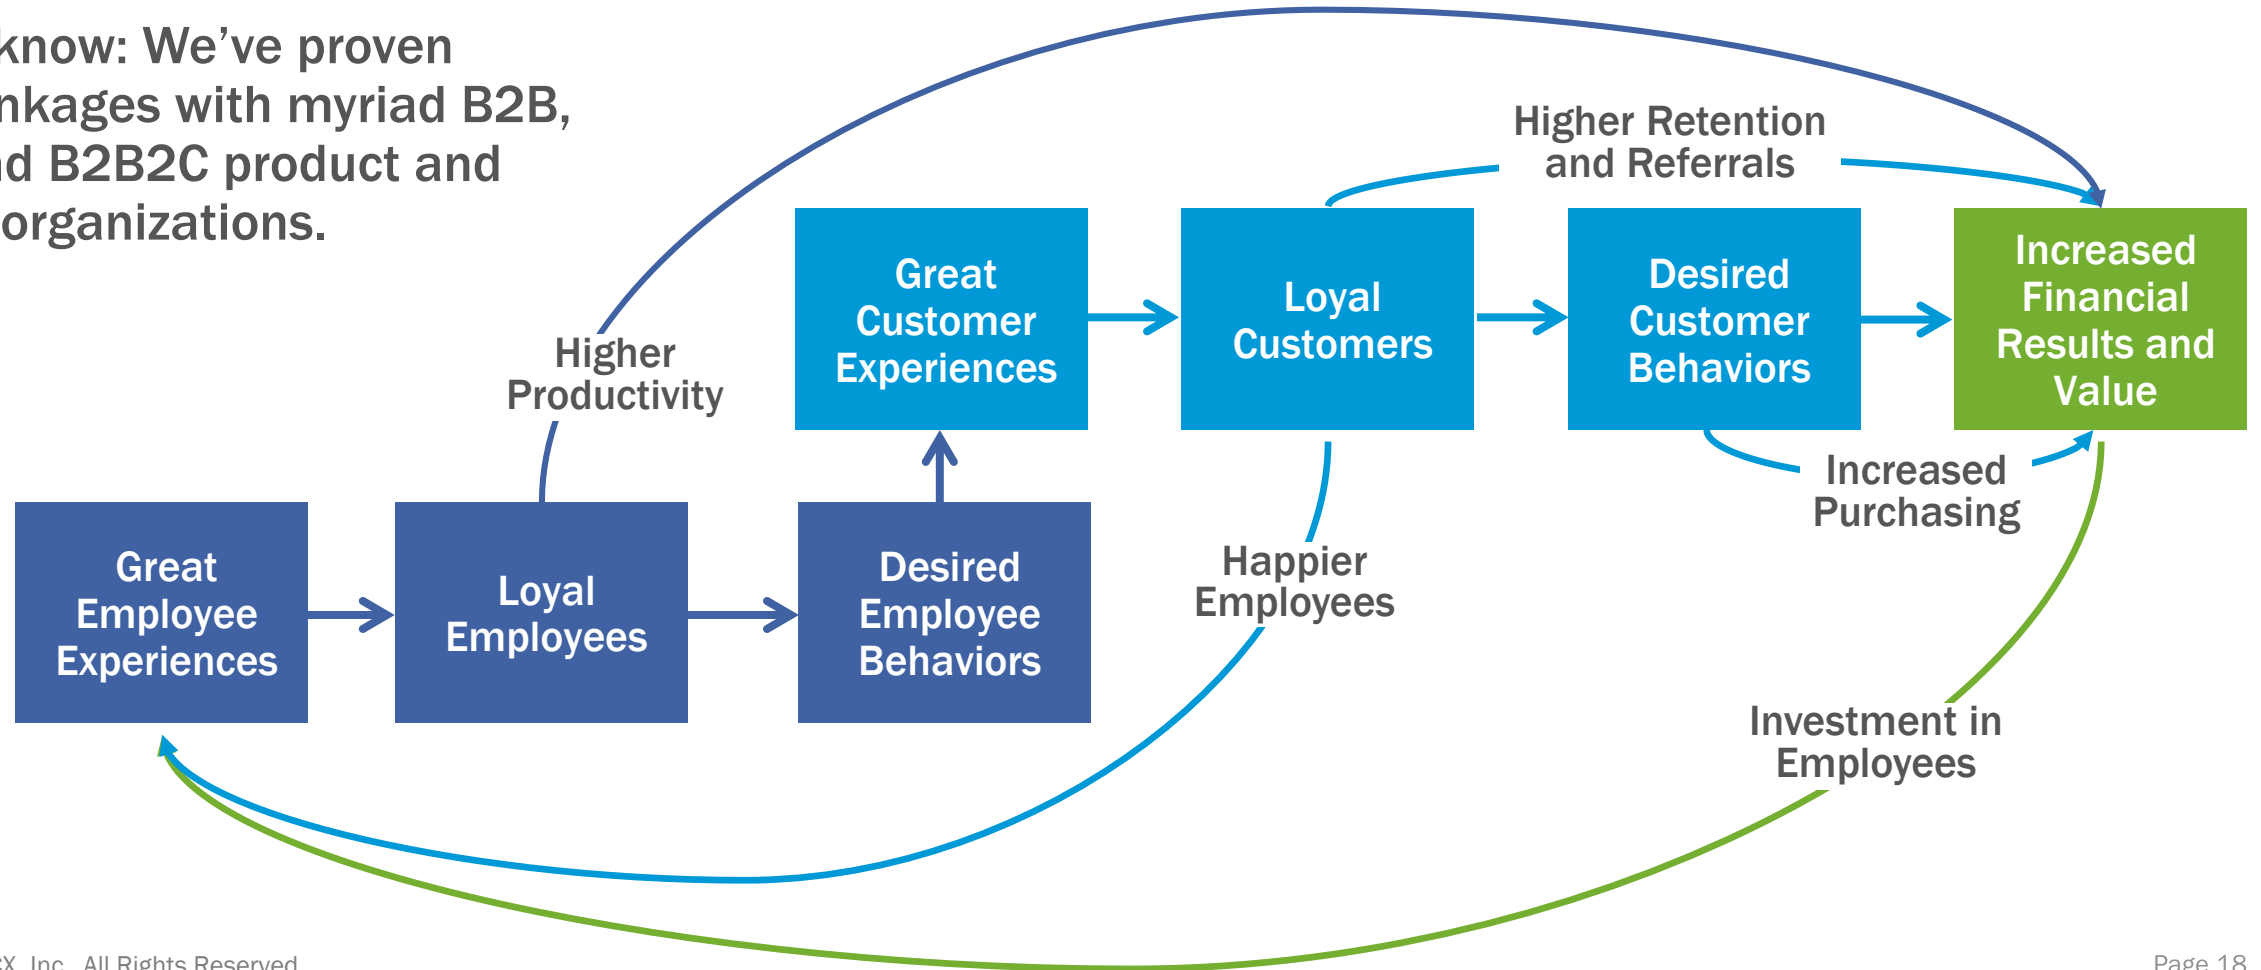 know: We've proven
nkages with myriad B2B,
B2B2C product and
organizations.
Higher Retention
and Referrals
Great
Customer
Experiences
Loyal
Customers
Desired
Customer
Behaviors
Increased
Financial
Results and
Value
Higher
Productivity
Increased
Purchasing
Great
Employee
Experiences
Loyal
Employees
Desired
Employee
Behaviors
Happier
Employees
Investment in
Employees
CX, Inc. All Rights Reserved
Page 18